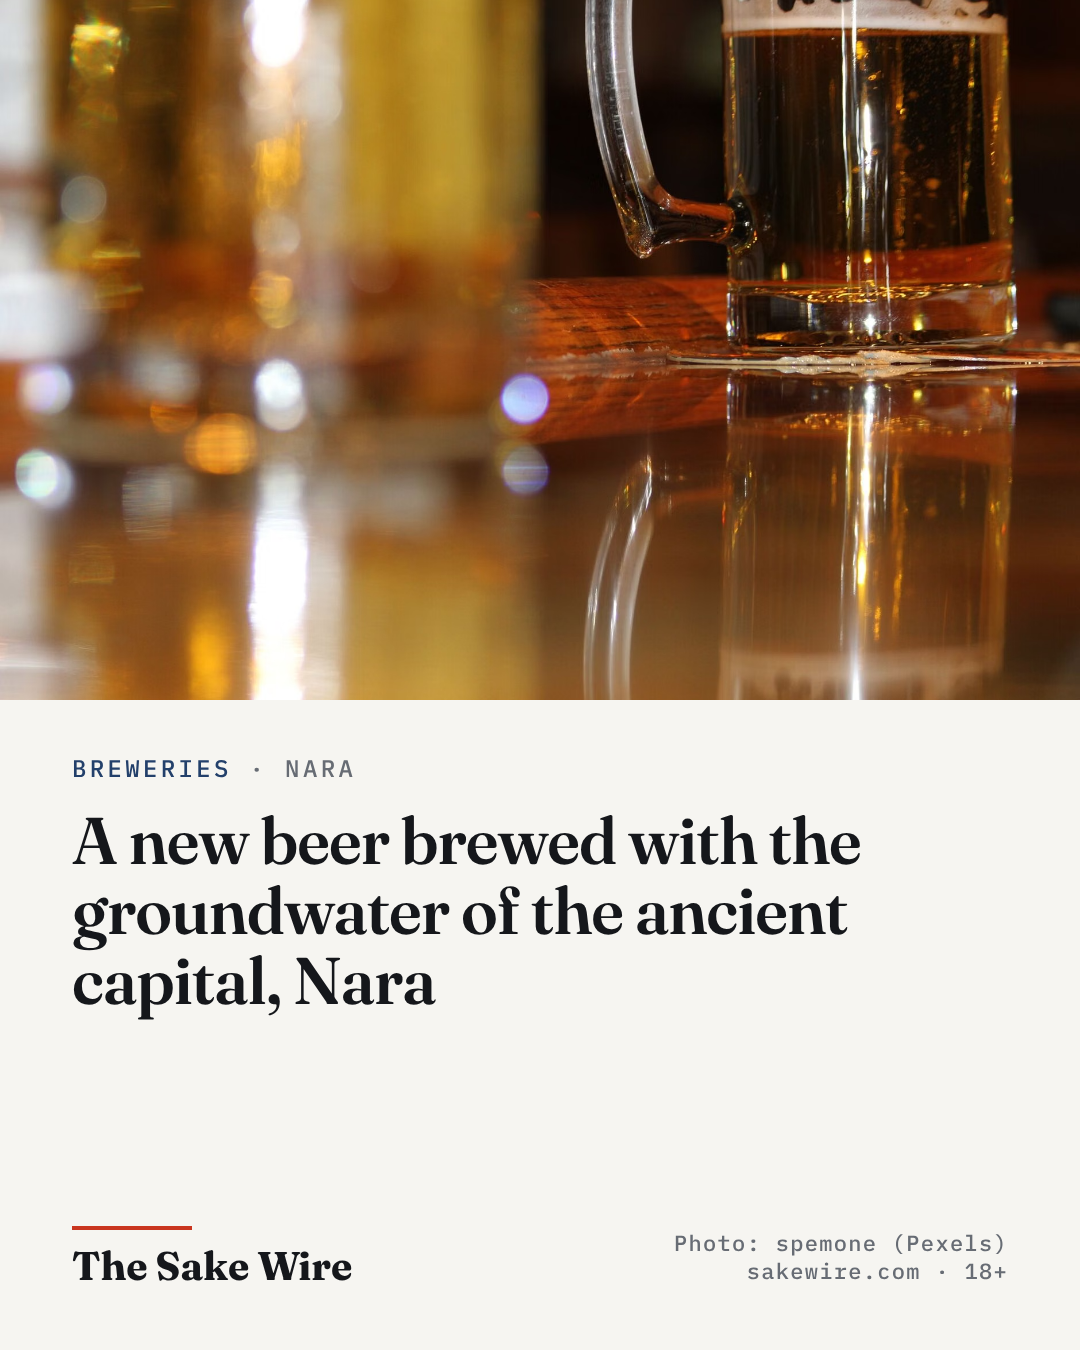 BREWERIES · NARA
A new beer brewed with the
groundwater of the ancient
capital, Nara
The Sake Wire
Photo: spemone (Pexels)
sakewire.com · 18+